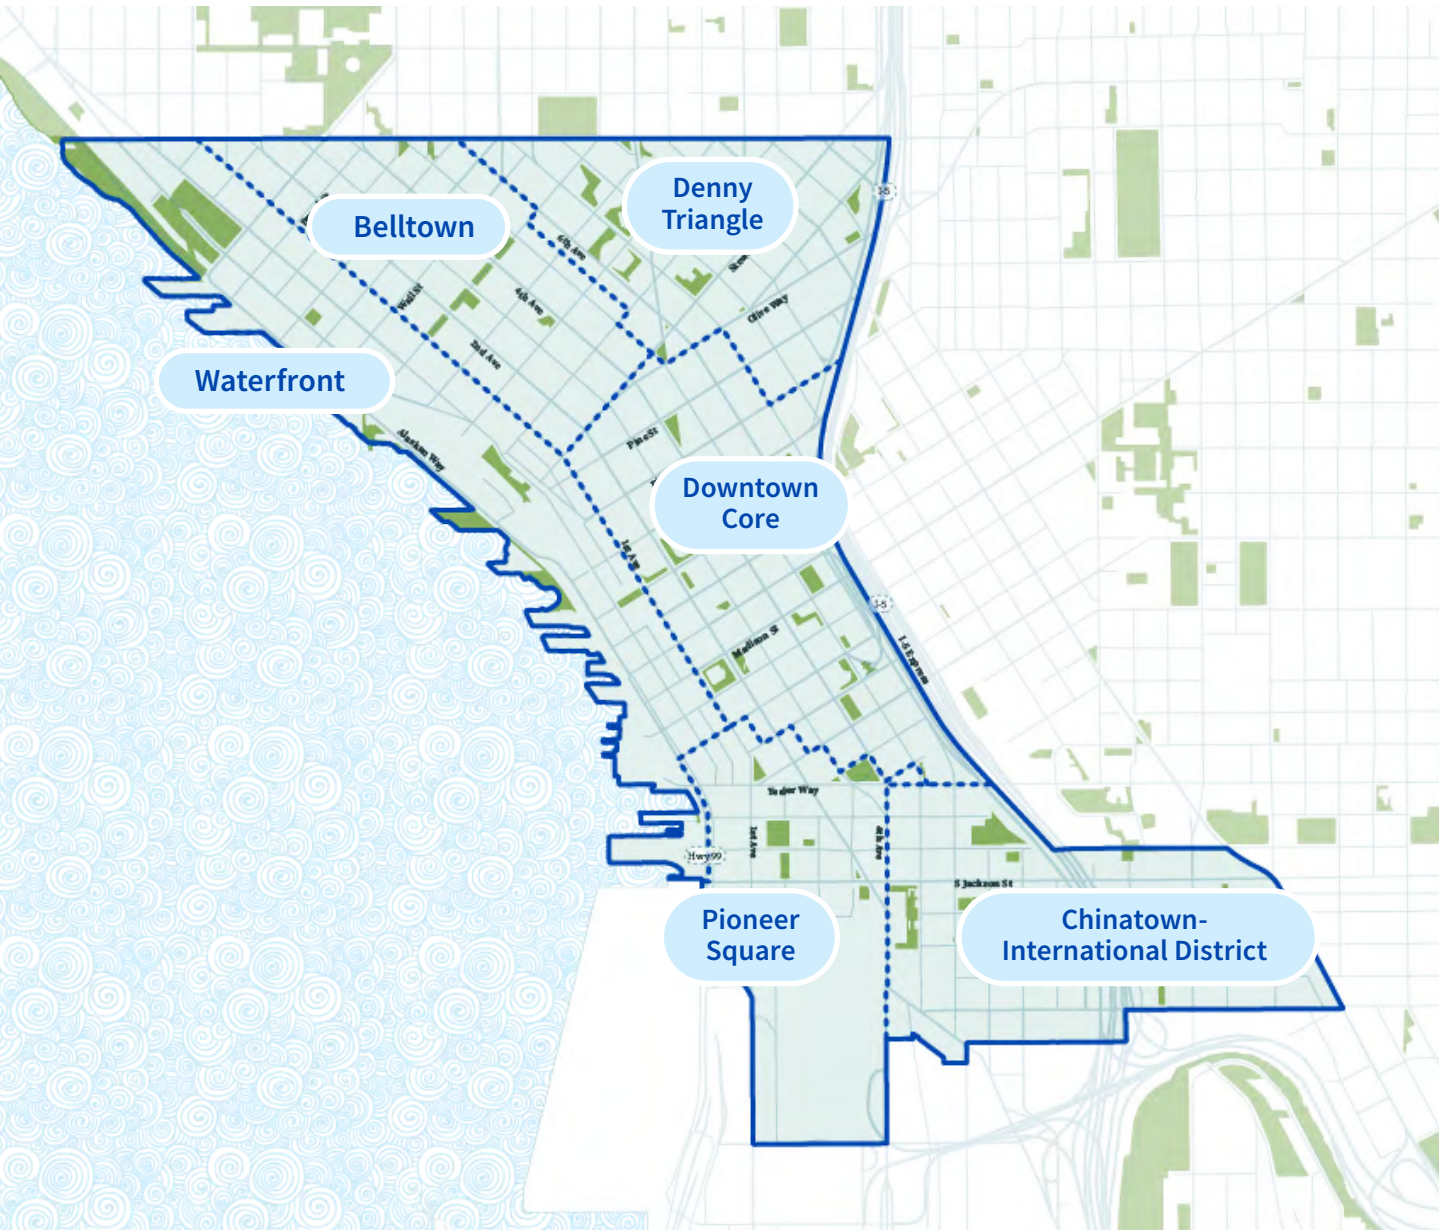 Denny
Triangle
I-5
Belltown
6th Ave
Wall St
4th Ave
Olive Way
2nd Ave
Waterfront
Alaskan Way
Pine St
Downtown
Core
1st Ave
I-5
Madison St
I-5 Express
Yesler Way
1st Ave
4th Ave
Hwy 99
S Jackson St
Pioneer
Square
Chinatown-
International District